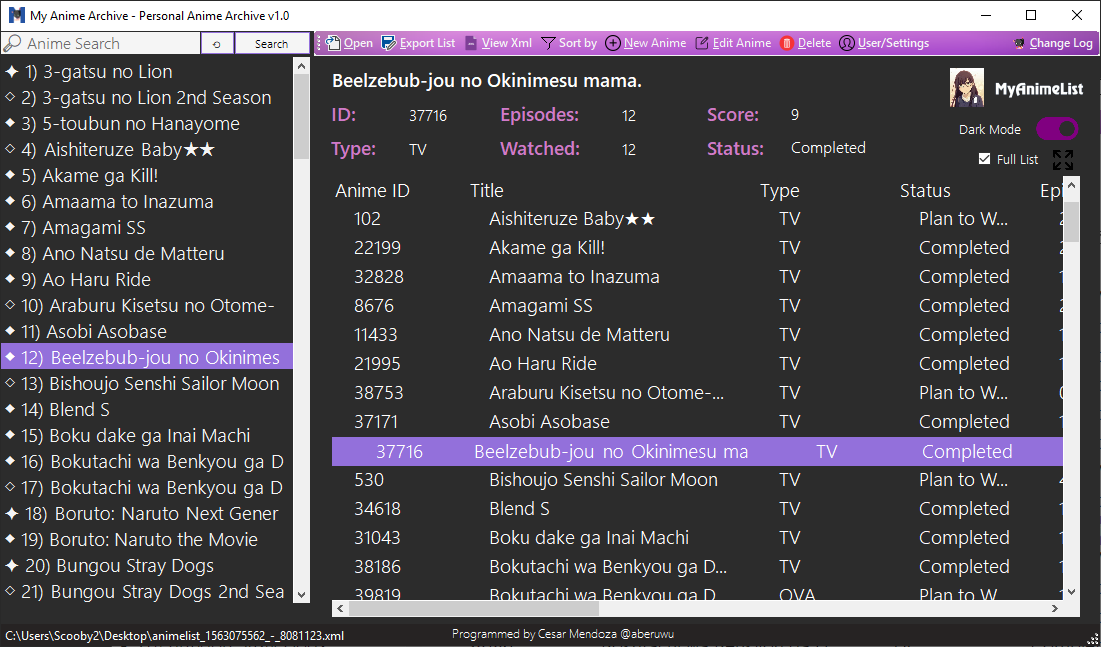 My Anime Archive - Personal Anime Archive v1.0
Anime Search
Search
Open Export List View Xml Sort by New Anime Edit Anime Delete User/Settings Change Log
1) 3-gatsu no Lion
2) 3-gatsu no Lion 2nd Season
3) 5-toubun no Hanayome
4) Aishiteruze Baby★★
5) Akame ga Kill!
6) Amaama to Inazuma
7) Amagami SS
8) Ano Natsu de Matteru
9) Ao Haru Ride
10) Araburu Kisetsu no Otome-
11) Asobi Asobase
12) Beelzebub-jou no Okinimes
13) Bishoujo Senshi Sailor Moon
14) Blend S
15) Boku dake ga Inai Machi
16) Bokutachi wa Benkyou ga D
17) Bokutachi wa Benkyou ga D
18) Boruto: Naruto Next Gener
19) Boruto: Naruto the Movie
20) Bungou Stray Dogs
21) Bungou Stray Dogs 2nd Sea
Beelzebub-jou no Okinimesu mama.
ID: 37716 Episodes: 12 Score: 9
Type: TV Watched: 12 Status: Completed
MyAnimeList
Dark Mode
Full List
Anime ID Title Type Status Epi
102 Aishiteruze Baby★★ TV Plan to W... 2
22199 Akame ga Kill! TV Completed 2
32828 Amaama to Inazuma TV Completed 1
8676 Amagami SS TV Completed 2
11433 Ano Natsu de Matteru TV Completed 1
21995 Ao Haru Ride TV Completed 1
38753 Araburu Kisetsu no Otome-... TV Plan to W... 0
37171 Asobi Asobase TV Completed 1
37716 Beelzebub-jou no Okinimesu ma TV Completed
530 Bishoujo Senshi Sailor Moon TV Plan to W... 4
34618 Blend S TV Completed 1
31043 Boku dake ga Inai Machi TV Completed 1
38186 Bokutachi wa Benkyou ga D... TV Completed 1
39819 Bokutachi wa Benkyou ga D... OVA Plan to W... 1
C:\Users\Scooby2\Desktop\animelist_1563075562_-_8081123.xml
Programmed by Cesar Mendoza @aberuwu